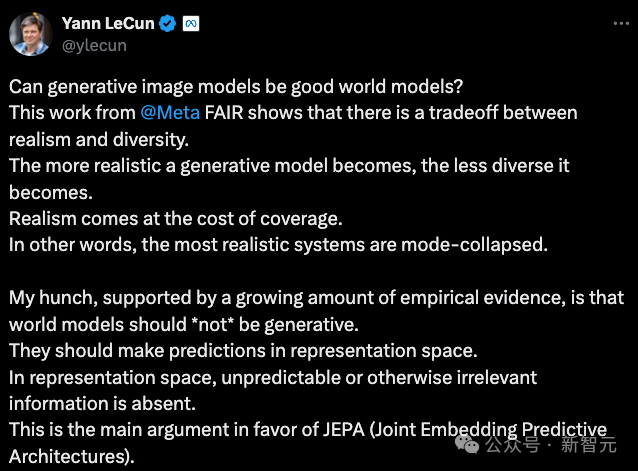 Yann LeCun
@ylecun
Can generative image models be good world models?
This work from @Meta FAIR shows that there is a tradeoff between
realism and diversity.
The more realistic a generative model becomes, the less diverse it
becomes.
Realism comes at the cost of coverage.
In other words, the most realistic systems are mode-collapsed.
My hunch, supported by a growing amount of empirical evidence, is that
world models should *not* be generative.
They should make predictions in representation space.
In representation space, unpredictable or otherwise irrelevant
information is absent.
This is the main argument in favor of JEPA (Joint Embedding Predictive
Architectures).
公众号·新智元